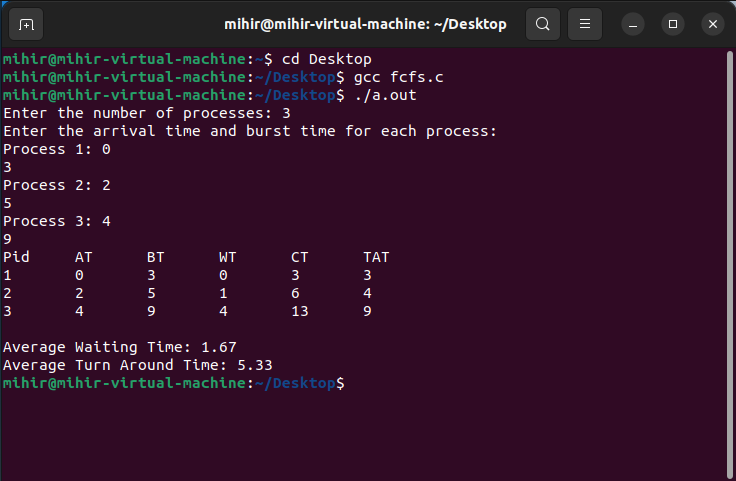 mihir@mihir-virtual-machine: ~/Desktop
mihir@mihir-virtual-machine:~$ cd Desktop
mihir@mihir-virtual-machine:~/Desktop$ gcc fcfs.c
mihir@mihir-virtual-machine:~/Desktop$ ./a.out
Enter the number of processes: 3
Enter the arrival time and burst time for each process:
Process 1: 0
3
Process 2: 2
5
Process 3: 4
9
Pid AT BT WT CT TAT
1 0 3 0 3 3
2 2 5 1 6 4
3 4 9 4 13 9
Average Waiting Time: 1.67
Average Turn Around Time: 5.33
mihir@mihir-virtual-machine:~/Desktop$